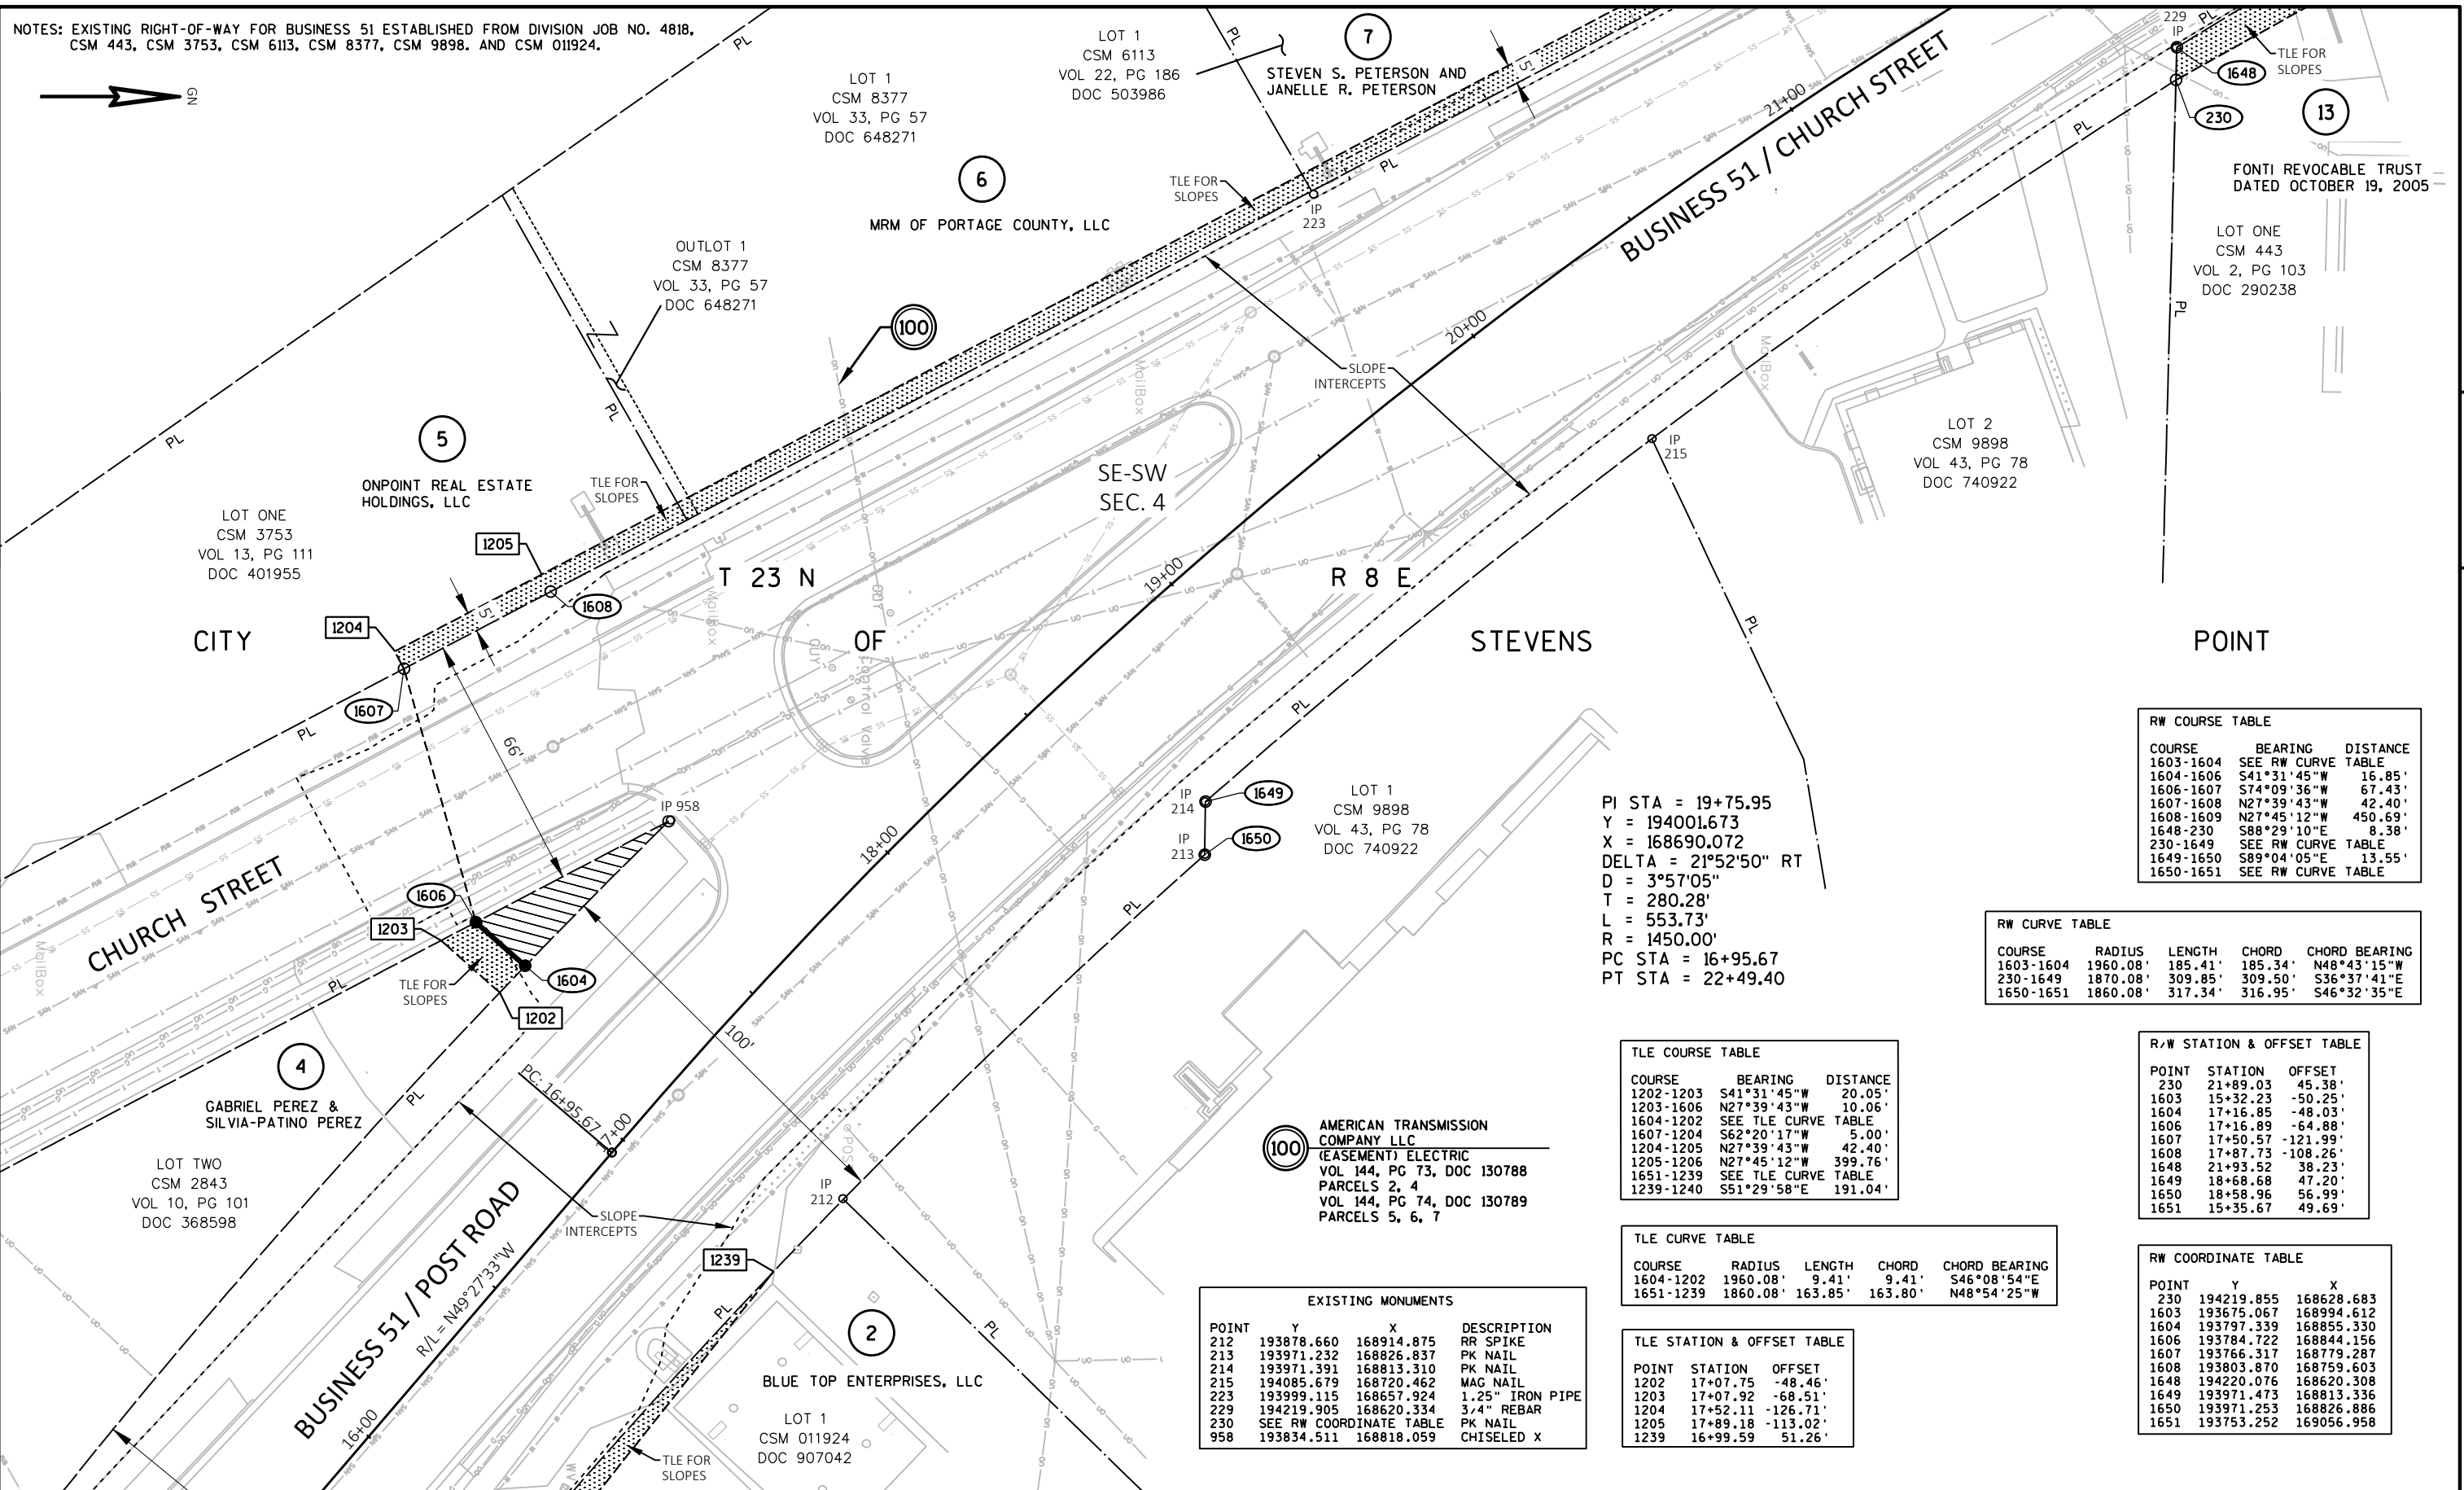 NOTES: EXISTING RIGHT-OF-WAY FOR BUSINESS 51 ESTABLISHED FROM DIVISION JOB NO. 4818,
CSM 443, CSM 3753, CSM 6113, CSM 8377, CSM 9898. AND CSM 011924.
GN
LOT 1
CSM 8377
VOL 33, PG 57
DOC 648271
LOT 1
CSM 6113
VOL 22, PG 186
DOC 503986
7
STEVEN S. PETERSON AND
JANELLE R. PETERSON
6
MRM OF PORTAGE COUNTY, LLC
OUTLOT 1
CSM 8377
VOL 33, PG 57
DOC 648271
100
TLE FOR
SLOPES
IP
223
5'
21+00
BUSINESS 51 / CHURCH STREET
20+00
229
IP
1648
230
TLE FOR
SLOPES
13
FONTI REVOCABLE TRUST
DATED OCTOBER 19, 2005
LOT ONE
CSM 443
VOL 2, PG 103
DOC 290238
PL
SLOPE
INTERCEPTS
IP
215
LOT 2
CSM 9898
VOL 43, PG 78
DOC 740922
MailBox
5
ONPOINT REAL ESTATE
HOLDINGS, LLC
TLE FOR
SLOPES
LOT ONE
CSM 3753
VOL 13, PG 111
DOC 401955
1205
1608
1204
1607
5'
66'
SE-SW
SEC. 4
T 23 N
R 8 E
19+00
CITY
OF
STEVENS
POINT
GUY
GUY
Control Valve
MailBox
MailBox
MailBox
IP 958
18+00
IP
214
1649
IP
213
1650
LOT 1
CSM 9898
VOL 43, PG 78
DOC 740922
PI STA = 19+75.95
Y = 194001.673
X = 168690.072
DELTA = 21°52'50" RT
D = 3°57'05"
T = 280.28'
L = 553.73'
R = 1450.00'
PC STA = 16+95.67
PT STA = 22+49.40
RW COURSE TABLE
COURSE BEARING DISTANCE
1603-1604 SEE RW CURVE TABLE
1604-1606 S41°31'45"W 16.85'
1606-1607 S74°09'36"W 67.43'
1607-1608 N27°39'43"W 42.40'
1608-1609 N27°45'12"W 450.69'
1648-230 S88°29'10"E 8.38'
230-1649 SEE RW CURVE TABLE
1649-1650 S89°04'05"E 13.55'
1650-1651 SEE RW CURVE TABLE
RW CURVE TABLE
COURSE RADIUS LENGTH CHORD CHORD BEARING
1603-1604 1960.08' 185.41' 185.34' N48°43'15"W
230-1649 1870.08' 309.85' 309.50' S36°37'41"E
1650-1651 1860.08' 317.34' 316.95' S46°32'35"E
CHURCH STREET
1606
1203
TLE FOR
SLOPES
1604
1202
100'
4
GABRIEL PEREZ &
SILVIA-PATINO PEREZ
LOT TWO
CSM 2843
VOL 10, PG 101
DOC 368598
PC: 16+95.67
17+00
BUSINESS 51 / POST ROAD
R/L = N49°27'33"W
16+00
SLOPE
INTERCEPTS
IP
212
1239
2
BLUE TOP ENTERPRISES, LLC
LOT 1
CSM 011924
DOC 907042
TLE FOR
SLOPES
100
AMERICAN TRANSMISSION
COMPANY LLC
(EASEMENT) ELECTRIC
VOL 144, PG 73, DOC 130788
PARCELS 2, 4
VOL 144, PG 74, DOC 130789
PARCELS 5, 6, 7
TLE COURSE TABLE
COURSE BEARING DISTANCE
1202-1203 S41°31'45"W 20.05'
1203-1606 N27°39'43"W 10.06'
1604-1202 SEE TLE CURVE TABLE
1607-1204 S62°20'17"W 5.00'
1204-1205 N27°39'43"W 42.40'
1205-1206 N27°45'12"W 399.76'
1651-1239 SEE TLE CURVE TABLE
1239-1240 S51°29'58"E 191.04'
TLE CURVE TABLE
COURSE RADIUS LENGTH CHORD CHORD BEARING
1604-1202 1960.08' 9.41' 9.41' S46°08'54"E
1651-1239 1860.08' 163.85' 163.80' N48°54'25"W
TLE STATION & OFFSET TABLE
POINT STATION OFFSET
1202 17+07.75 -48.46'
1203 17+07.92 -68.51'
1204 17+52.11 -126.71'
1205 17+89.18 -113.02'
1239 16+99.59 51.26'
EXISTING MONUMENTS
POINT Y X DESCRIPTION
212 193878.660 168914.875 RR SPIKE
213 193971.232 168826.837 PK NAIL
214 193971.391 168813.310 PK NAIL
215 194085.679 168720.462 MAG NAIL
223 193999.115 168657.924 1.25" IRON PIPE
229 194219.905 168620.334 3/4" REBAR
230 SEE RW COORDINATE TABLE PK NAIL
958 193834.511 168818.059 CHISELED X
R/W STATION & OFFSET TABLE
POINT STATION OFFSET
230 21+89.03 45.38'
1603 15+32.23 -50.25'
1604 17+16.85 -48.03'
1606 17+16.89 -64.88'
1607 17+50.57 -121.99'
1608 17+87.73 -108.26'
1648 21+93.52 38.23'
1649 18+68.68 47.20'
1650 18+58.96 56.99'
1651 15+35.67 49.69'
RW COORDINATE TABLE
POINT Y X
230 194219.855 168628.683
1603 193675.067 168994.612
1604 193797.339 168855.330
1606 193784.722 168844.156
1607 193766.317 168779.287
1608 193803.870 168759.603
1648 194220.076 168620.308
1649 193971.473 168813.336
1650 193971.253 168826.886
1651 193753.252 169056.958